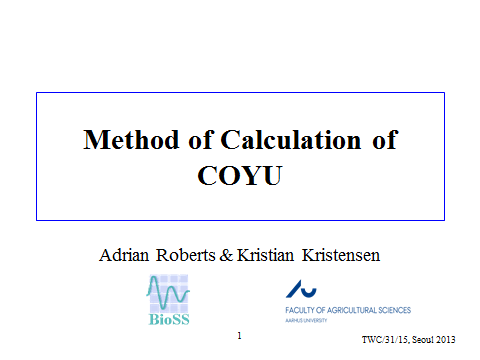 Method of Calculation of
COYU
Adrian Roberts & Kristian Kristensen
BioSS
FACULTY OF AGRICULTURAL SCIENCES
AARHUS UNIVERSITY
1
TWC/31/15, Seoul 2013